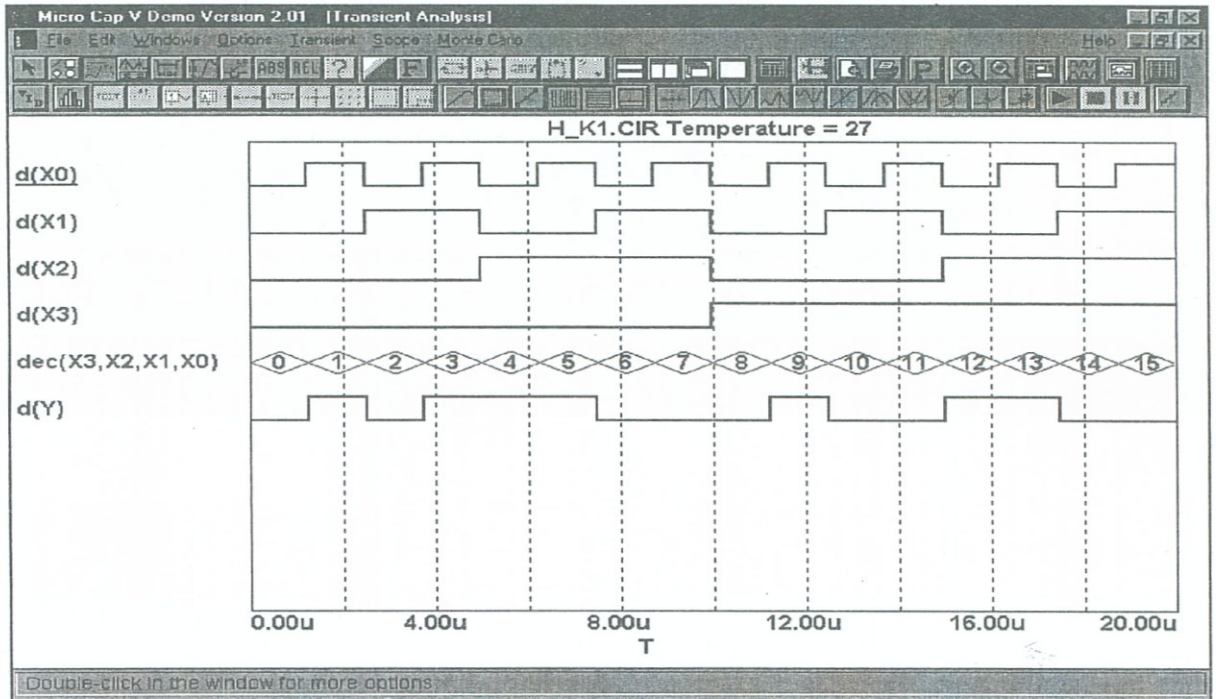 Micro Cap V Demo Version 2.01 [Transient Analysis]
File Edit Windows Options Transient Scope Monte Carlo Help
ABS REL ? F
H_K1.CIR Temperature = 27
d(X0)
d(X1)
d(X2)
d(X3)
dec(X3,X2,X1,X0) 0 1 2 3 4 5 6 7 8 9 10 11 12 13 14 15
d(Y)
0.00u 4.00u 8.00u 12.00u 16.00u 20.00u
T
Double-click in the window for more options